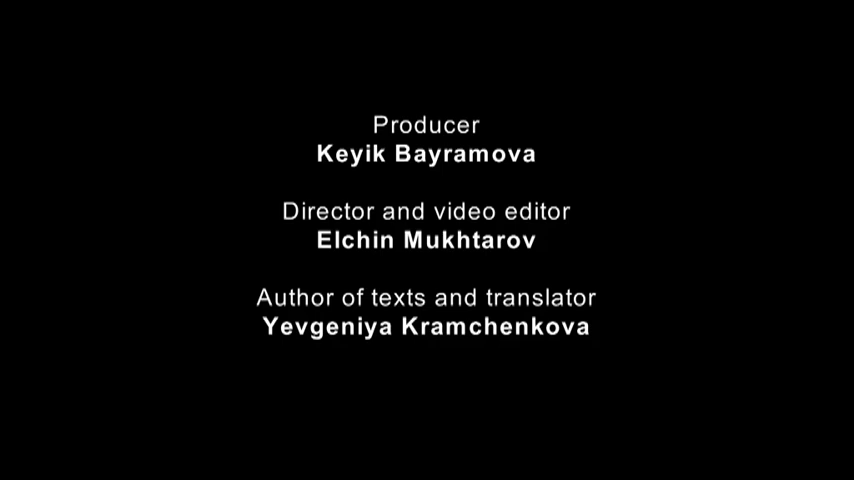 Producer
Keyik Bayramova
Director and video editor
Elchin Mukhtarov
Author of texts and translator
Yevgeniya Kramchenkova